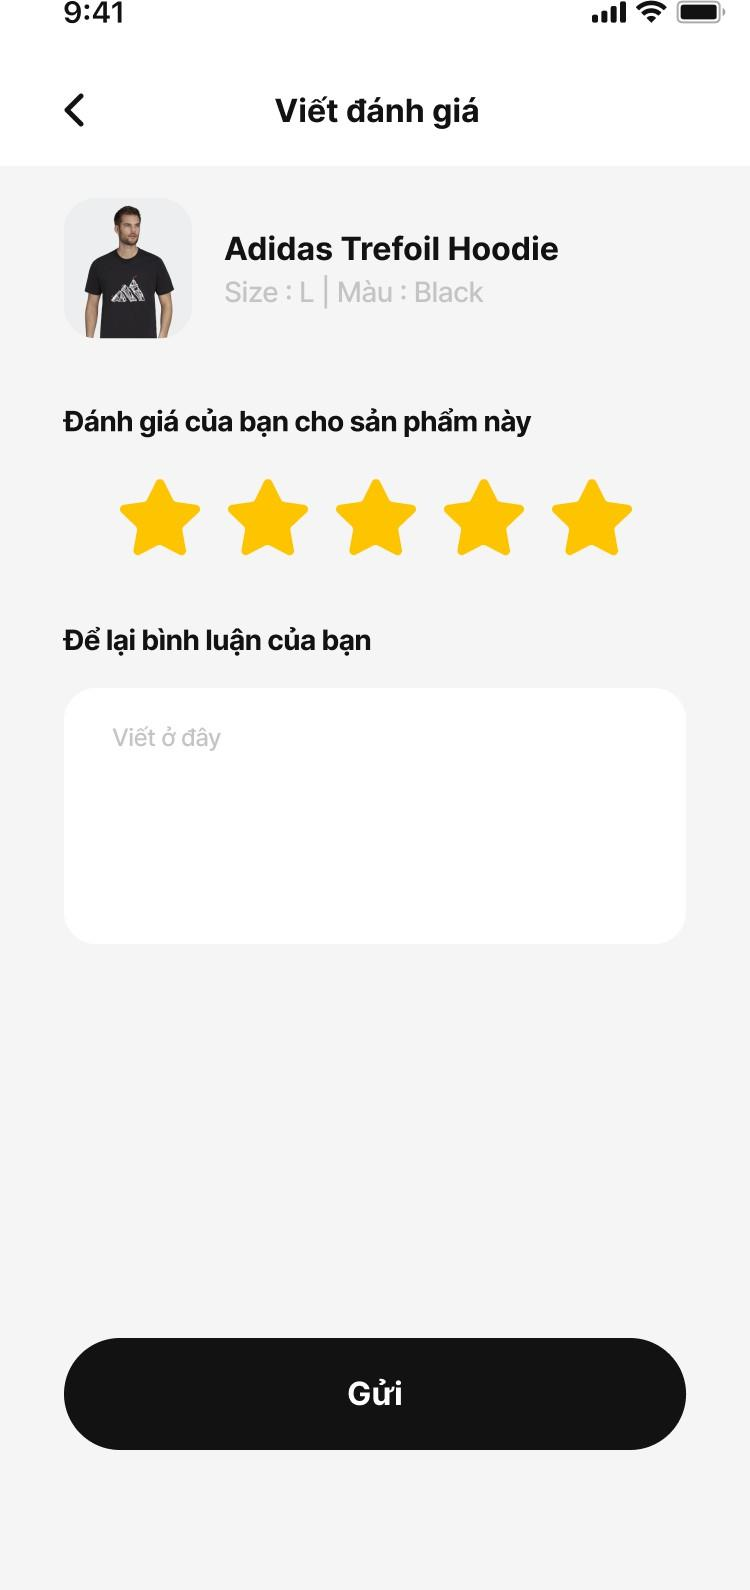 9:41
Viết đánh giá
Adidas Trefoil Hoodie
Size : L | Màu : Black
Đánh giá của bạn cho sản phẩm này
Để lại bình luận của bạn
Viết ở đây
Gửi